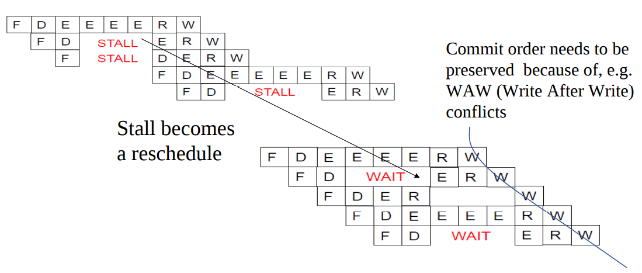 F D E E E E R W
F D STALL E R W
F STALL D E R W
F D E E E E E R W
F D STALL E R W
Commit order needs to be
preserved because of, e.g.
WAW (Write After Write)
conflicts
Stall becomes
a reschedule
F D E E E E R W
F D WAIT E R W
F D E R W
F D E E E E R W
F D WAIT E R W